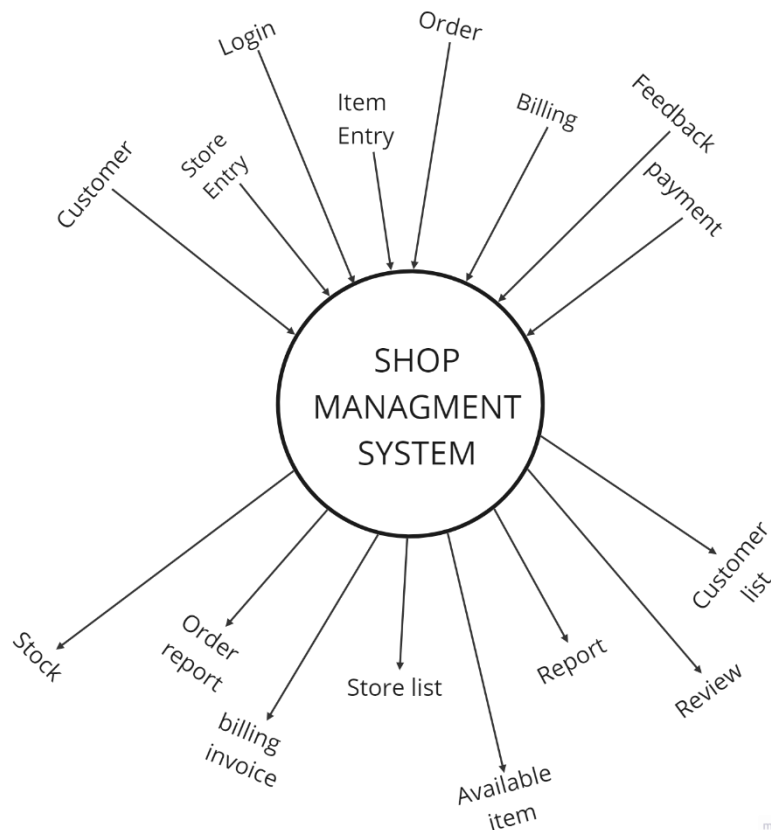 Login
Order
Item
Entry
Billing
Feedback
Customer
Store
Entry
payment
SHOP
MANAGMENT
SYSTEM
Customer
list
Stock
Order
report
Store list
Report
Review
billing
invoice
Available
item
m